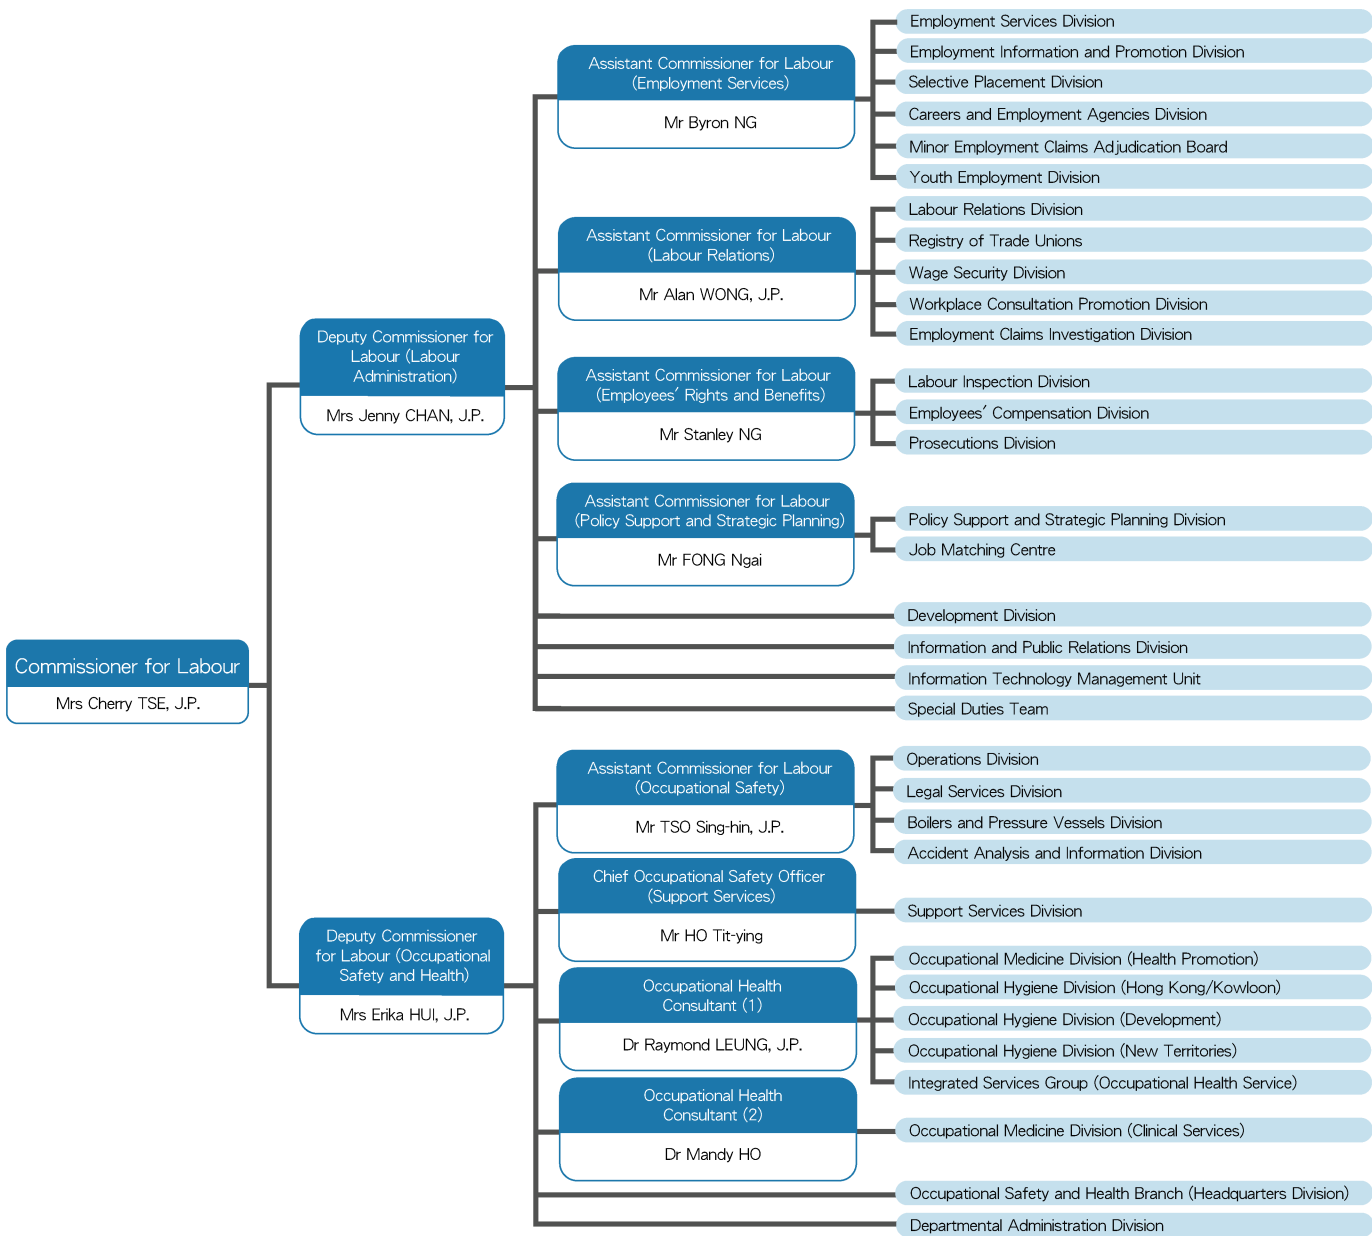 Commissioner for Labour
Mrs Cherry TSE, J.P.
Deputy Commissioner for
Labour (Labour
Administration)
Mrs Jenny CHAN, J.P.
Assistant Commissioner for Labour
(Employment Services)
Mr Byron NG
Employment Services Division
Employment Information and Promotion Division
Selective Placement Division
Careers and Employment Agencies Division
Minor Employment Claims Adjudication Board
Youth Employment Division
Assistant Commissioner for Labour
(Labour Relations)
Mr Alan WONG, J.P.
Labour Relations Division
Registry of Trade Unions
Wage Security Division
Workplace Consultation Promotion Division
Employment Claims Investigation Division
Assistant Commissioner for Labour
(Employees' Rights and Benefits)
Mr Stanley NG
Labour Inspection Division
Employees' Compensation Division
Prosecutions Division
Assistant Commissioner for Labour
(Policy Support and Strategic Planning)
Mr FONG Ngai
Policy Support and Strategic Planning Division
Job Matching Centre
Development Division
Information and Public Relations Division
Information Technology Management Unit
Special Duties Team
Deputy Commissioner
for Labour (Occupational
Safety and Health)
Mrs Erika HUI, J.P.
Assistant Commissioner for Labour
(Occupational Safety)
Mr TSO Sing-hin, J.P.
Operations Division
Legal Services Division
Boilers and Pressure Vessels Division
Accident Analysis and Information Division
Chief Occupational Safety Officer
(Support Services)
Mr HO Tit-ying
Support Services Division
Occupational Health
Consultant (1)
Dr Raymond LEUNG, J.P.
Occupational Medicine Division (Health Promotion)
Occupational Hygiene Division (Hong Kong/Kowloon)
Occupational Hygiene Division (Development)
Occupational Hygiene Division (New Territories)
Integrated Services Group (Occupational Health Service)
Occupational Health
Consultant (2)
Dr Mandy HO
Occupational Medicine Division (Clinical Services)
Occupational Safety and Health Branch (Headquarters Division)
Departmental Administration Division